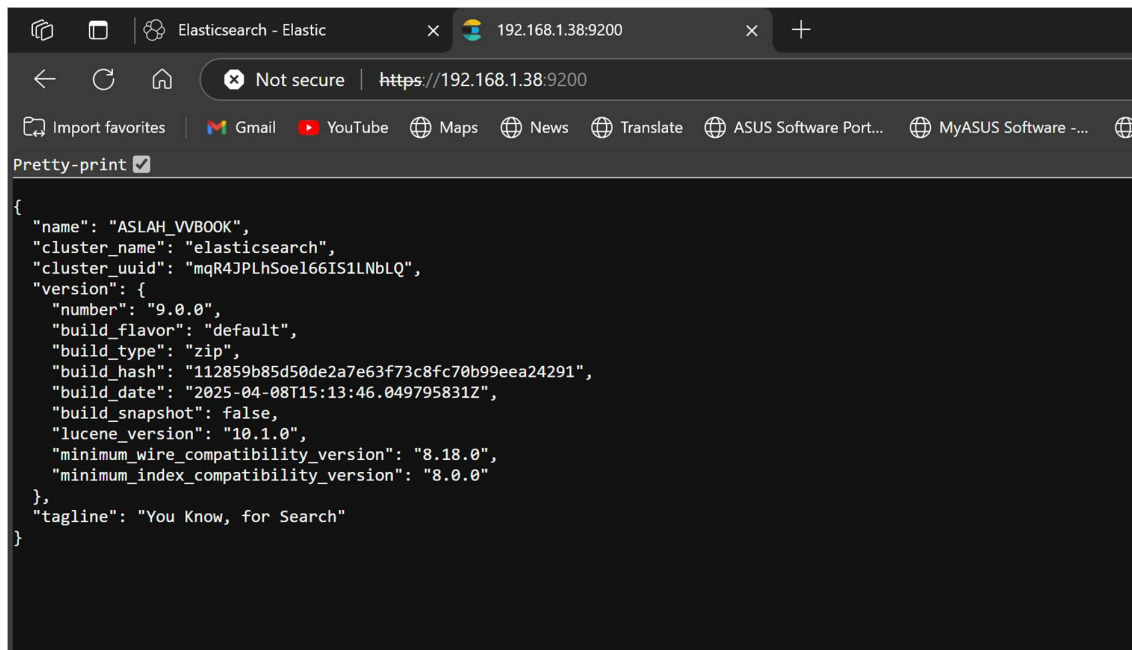 Elasticsearch - Elastic
192.168.1.38:9200
Not secure
https://192.168.1.38:9200
Import favorites
Gmail
YouTube
Maps
News
Translate
ASUS Software Port...
MyASUS Software -...
Pretty-print
{
"name": "ASLAH_VVBOOK",
"cluster_name": "elasticsearch",
"cluster_uuid": "mqR4JPLhSoel66IS1LNbLQ",
"version": {
"number": "9.0.0",
"build_flavor": "default",
"build_type": "zip",
"build_hash": "112859b85d50de2a7e63f73c8fc70b99eea24291",
"build_date": "2025-04-08T15:13:46.049795831Z",
"build_snapshot": false,
"lucene_version": "10.1.0",
"minimum_wire_compatibility_version": "8.18.0",
"minimum_index_compatibility_version": "8.0.0"
},
"tagline": "You Know, for Search"
}